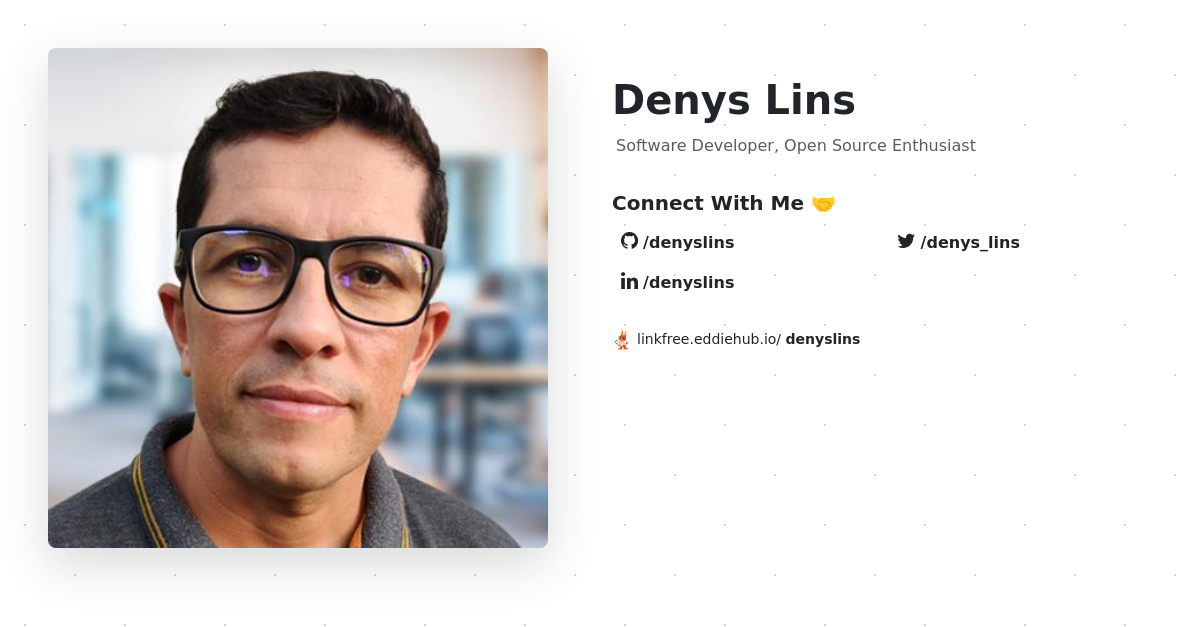 Denys Lins
Software Developer, Open Source Enthusiast
Connect With Me 🤝
/denyslins
/denys_lins
/denyslins
linkfree.eddiehub.io/ denyslins